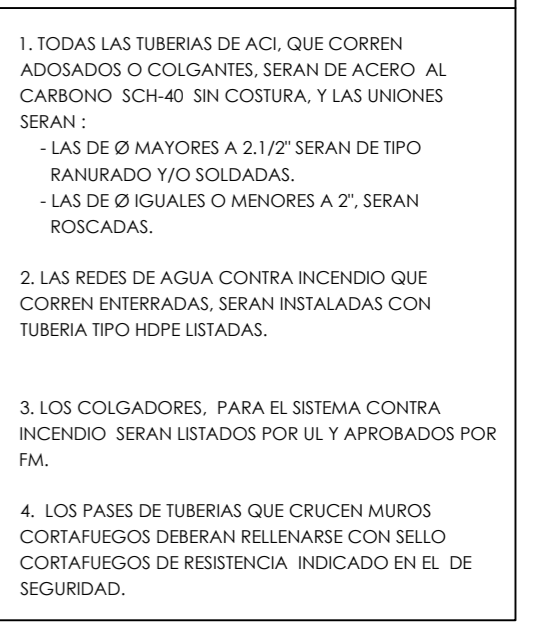 1. TODAS LAS TUBERIAS DE ACI, QUE CORREN
ADOSADOS O COLGANTES, SERAN DE ACERO AL
CARBONO SCH-40 SIN COSTURA, Y LAS UNIONES
SERAN :
- LAS DE Ø MAYORES A 2.1/2" SERAN DE TIPO
RANURADO Y/O SOLDADAS.
- LAS DE Ø IGUALES O MENORES A 2", SERAN
ROSCADAS.
2. LAS REDES DE AGUA CONTRA INCENDIO QUE
CORREN ENTERRADAS, SERAN INSTALADAS CON
TUBERIA TIPO HDPE LISTADAS.
3. LOS COLGADORES, PARA EL SISTEMA CONTRA
INCENDIO SERAN LISTADOS POR UL Y APROBADOS POR
FM.
4. LOS PASES DE TUBERIAS QUE CRUCEN MUROS
CORTAFUEGOS DEBERAN RELLENARSE CON SELLO
CORTAFUEGOS DE RESISTENCIA INDICADO EN EL DE
SEGURIDAD.